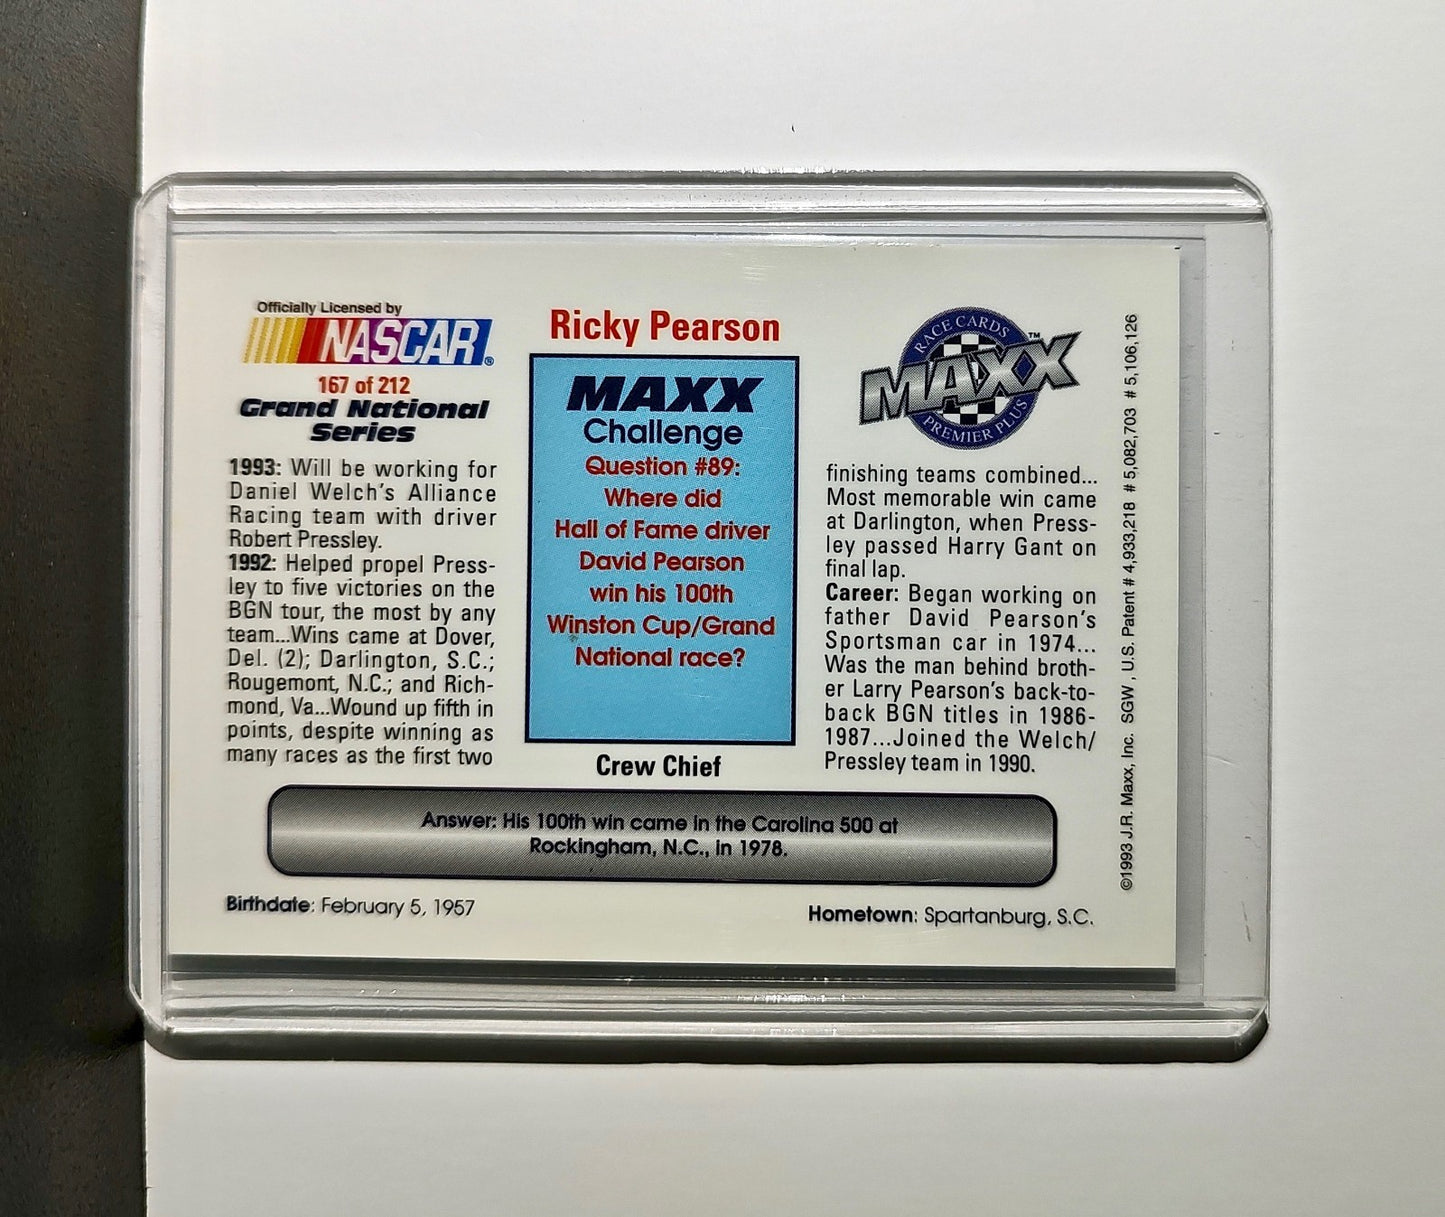 Officially Licensed by
NASCAR®
167 of 212
Grand National
Series
1993: Will be working for
Daniel Welch's Alliance
Racing team with driver
Robert Pressley.
1992: Helped propel Press-
ley to five victories on the
BGN tour, the most by any
team...Wins came at Dover,
Del. (2); Darlington, S.C.;
Rougemont, N.C.; and Rich-
mond, Va...Wound up fifth in
points, despite winning as
many races as the first two
Ricky Pearson
MAXX
Challenge
Question #89:
Where did
Hall of Fame driver
David Pearson
win his 100th
Winston Cup/Grand
National race?
Crew Chief
RACE CARDS
MAXX™
PREMIER PLUS
finishing teams combined...
Most memorable win came
at Darlington, when Press-
ley passed Harry Gant on
final lap.
Career: Began working on
father David Pearson's
Sportsman car in 1974...
Was the man behind broth-
er Larry Pearson's back-to-
back BGN titles in 1986-
1987...Joined the Welch/
Pressley team in 1990.
Answer: His 100th win came in the Carolina 500 at
Rockingham, N.C., in 1978.
Birthdate: February 5, 1957
Hometown: Spartanburg, S.C.
©1993 J.R. Maxx, Inc. SGW , U.S. Patent # 4,933,218 # 5,082,703 # 5,106,126